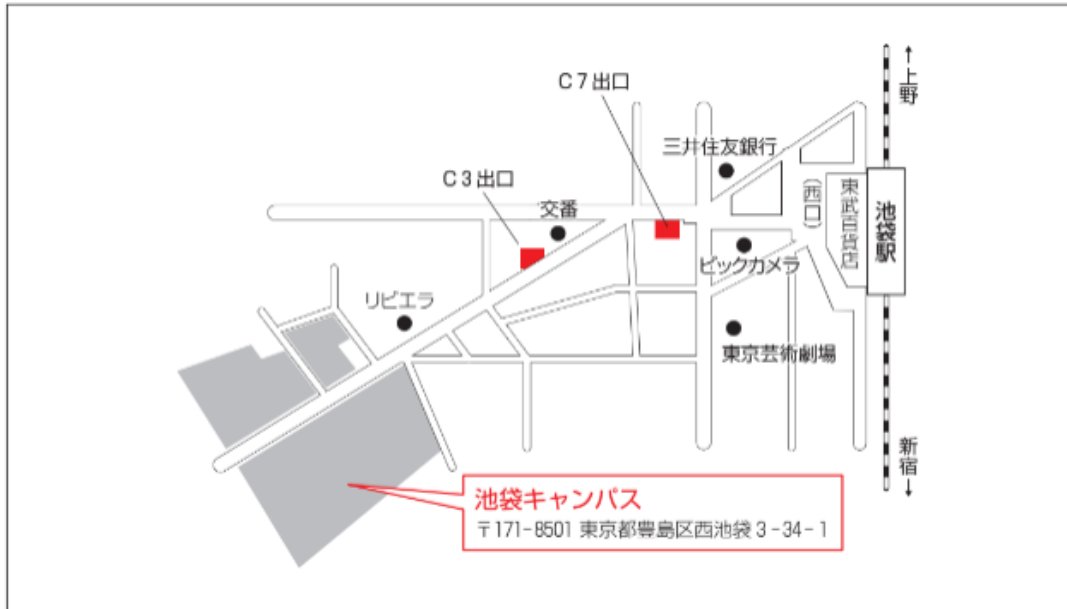 ↑上野
C7出口
三井住友銀行
C3出口
(西口)
東武百貨店
池袋駅
交番
ビックカメラ
リビエラ
東京芸術劇場
新宿↓
池袋キャンパス
〒171-8501 東京都豊島区西池袋3-34-1